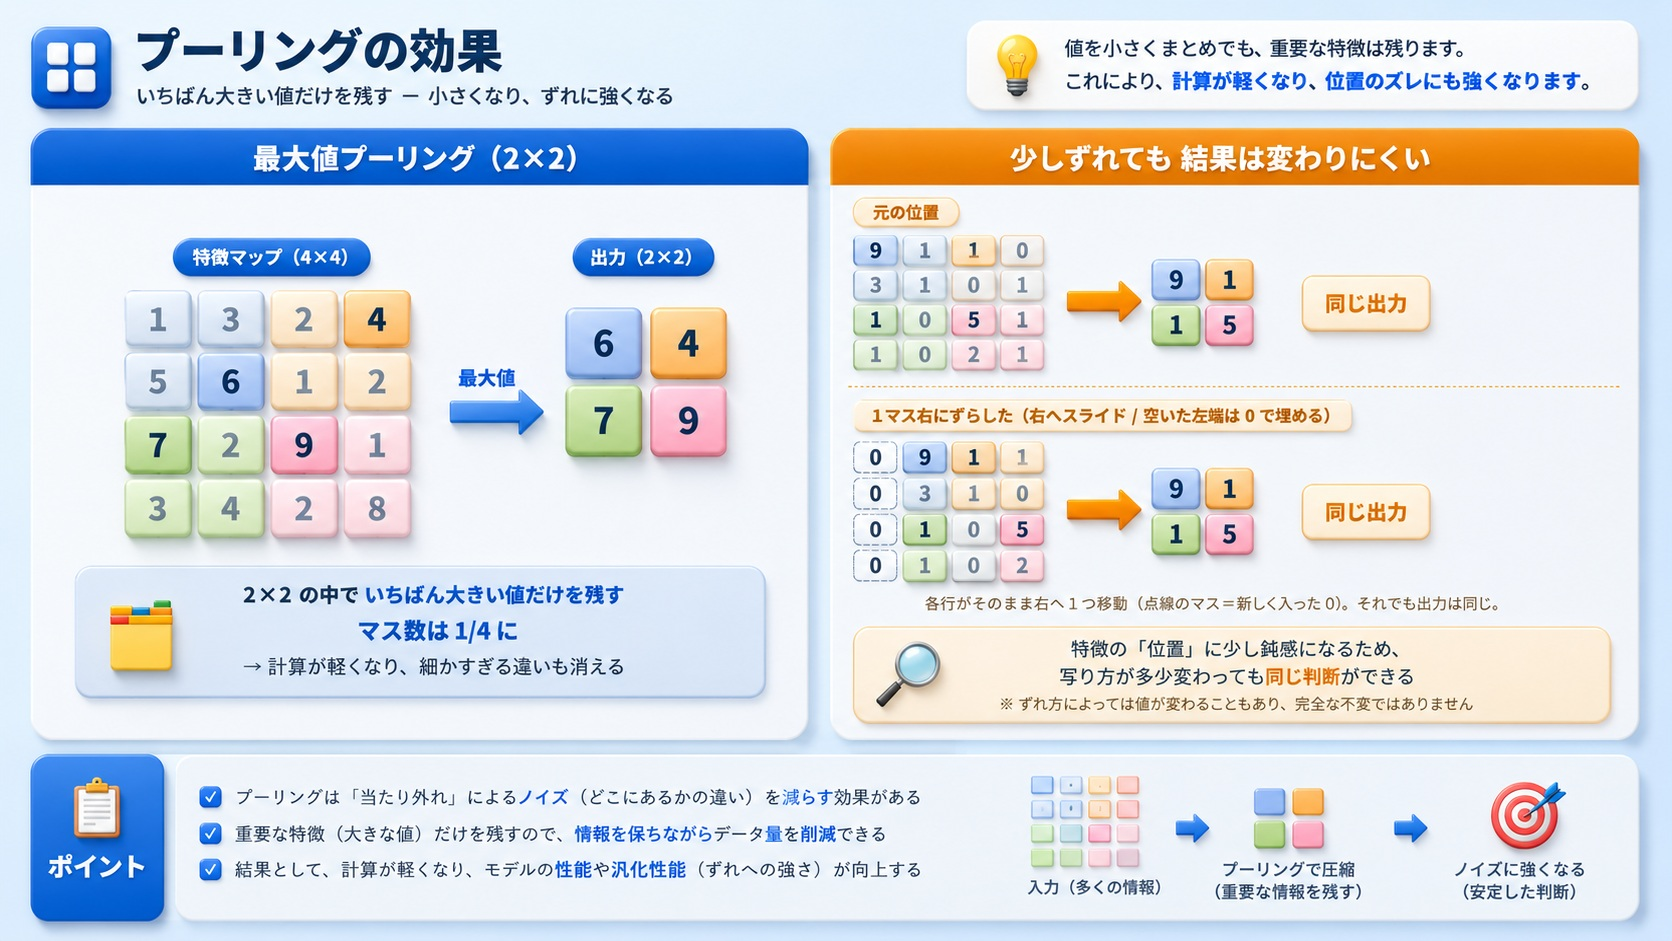 プーリングの効果
いちばん大きい値だけを残す ― 小さくなり、ずれに強くなる
値を小さくまとめでも、重要な特徴は残ります。
これにより、計算が軽くなり、位置のズレにも強くなります。
最大値プーリング（2×2）
特徴マップ（4×4）
1 3 2 4
5 6 1 2
7 2 9 1
3 4 2 8
最大値
出力（2×2）
6 4
7 9
2×2 の中で いちばん大きい値だけを残す
マス数は 1/4 に
→ 計算が軽くなり、細かすぎる違いも消える
少しずれても 結果は変わりにくい
元の位置
9 1 1 0
3 1 0 1
1 0 5 1
1 0 2 1
9 1
1 5
同じ出力
1マス右にずらした（右へスライド / 空いた左端は 0 で埋める）
0 9 1 1
0 3 1 0
0 1 0 5
0 1 0 2
9 1
1 5
同じ出力
各行がそのまま右へ 1 つ移動（点線のマス＝新しく入った 0）。それでも出力は同じ。
特徴の「位置」に少し鈍感になるため、
写り方が多少変わっても同じ判断ができる
※ ずれ方によっては値が変わることもあり、完全な不変ではありません
ポイント
プーリングは「当たり外れ」によるノイズ（どこにあるかの違い）を減らす効果がある
重要な特徴（大きな値）だけを残すので、情報を保ちながらデータ量を削減できる
結果として、計算が軽くなり、モデルの性能や汎化性能（ずれへの強さ）が向上する
入力（多くの情報）
プーリングで圧縮
（重要な情報を残す）
ノイズに強くなる
（安定した判断）